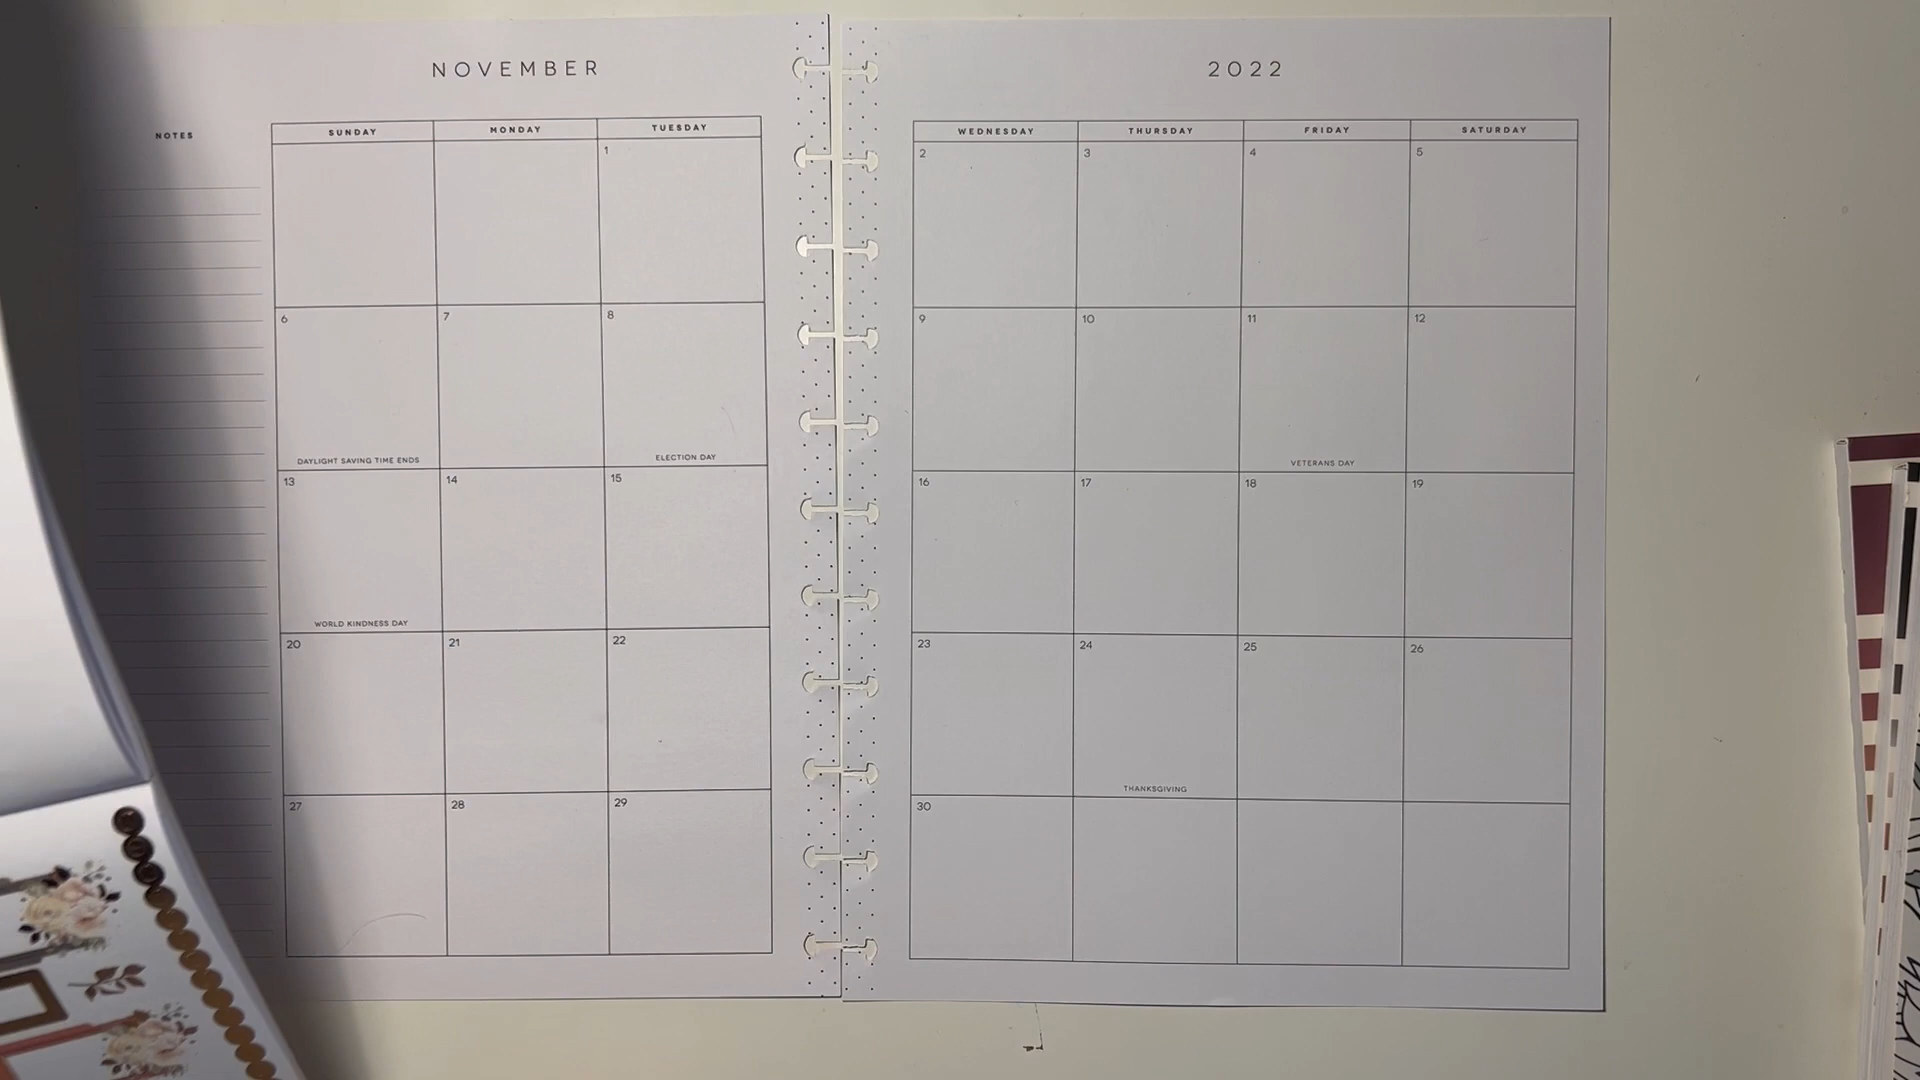 NOVEMBER
2022
NOTES
SUNDAY MONDAY TUESDAY
WEDNESDAY THURSDAY FRIDAY SATURDAY
1
2 3 4 5
6 7 8
9 10 11 12
DAYLIGHT SAVING TIME ENDS
ELECTION DAY
VETERANS DAY
13 14 15
16 17 18 19
WORLD KINDNESS DAY
20 21 22
23 24 25 26
THANKSGIVING
27 28 29
30